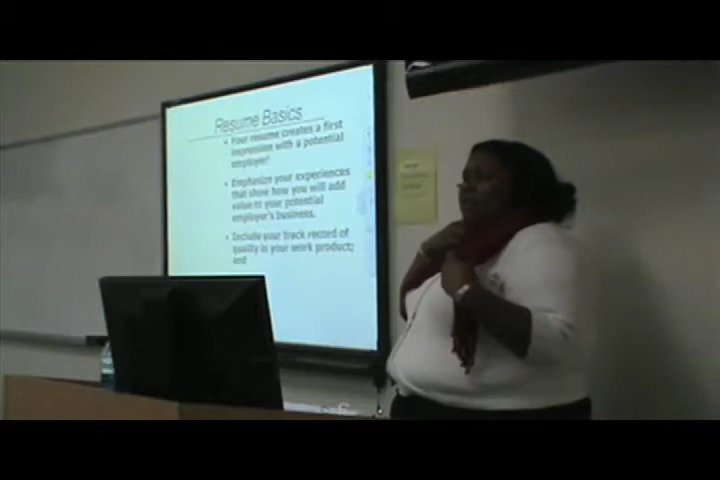 Resume Basics
• Your resume creates a first
impression with a potential
employer!
• Emphasize your experiences
that show how you will add
value to your potential
employer's business.
• Include your track record of
quality in your work product;
and